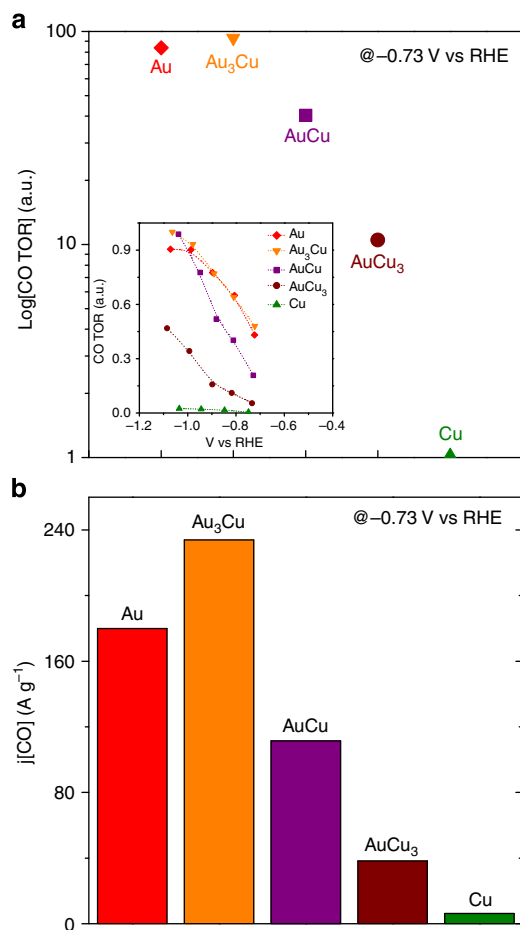 a
100
@–0.73 V vs RHE
Au
Au₃Cu
AuCu
Log[CO TOR] (a.u.)
10
AuCu₃
0.9
0.6
0.3
0.0
CO TOR (a.u.)
Au
Au₃Cu
AuCu
AuCu₃
Cu
–1.2 –1.0 –0.8 –0.6 –0.4
V vs RHE
Cu
1
b
@–0.73 V vs RHE
240
160
80
0
j[CO] (A g⁻¹)
Au
Au₃Cu
AuCu
AuCu₃
Cu